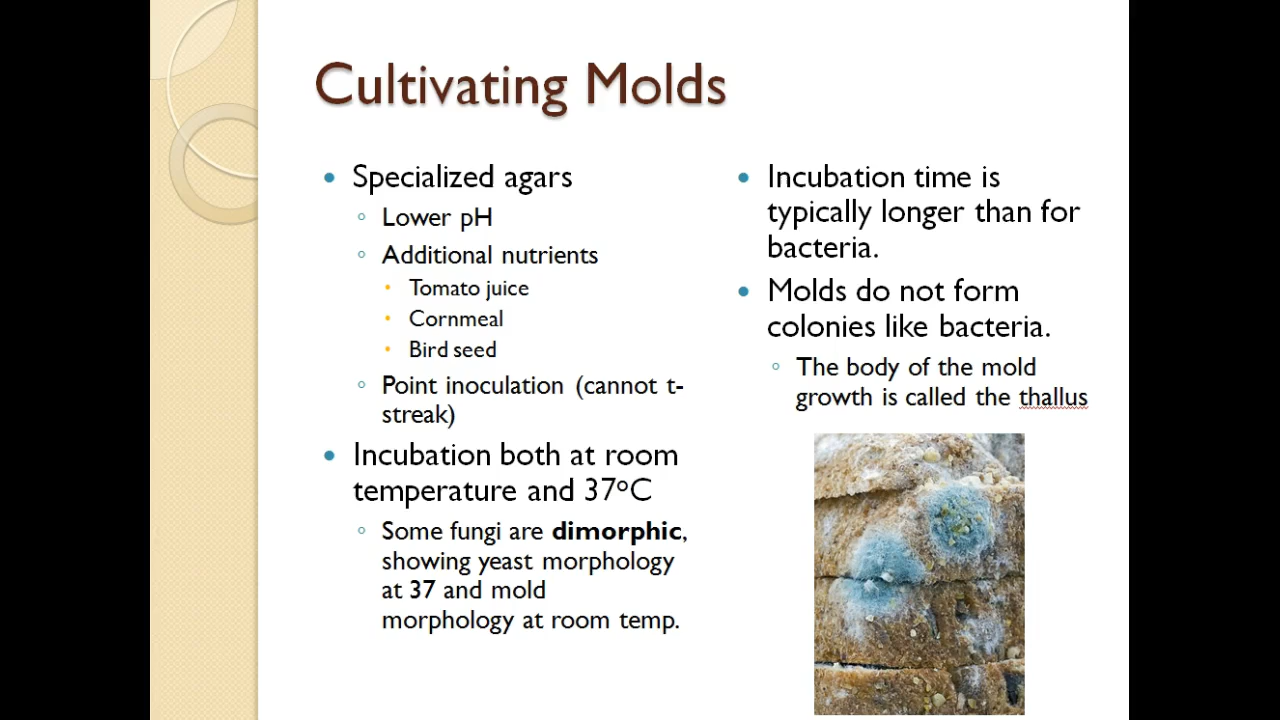 Cultivating Molds
• Specialized agars
◦ Lower pH
◦ Additional nutrients
• Tomato juice
• Cornmeal
• Bird seed
◦ Point inoculation (cannot t-
streak)
• Incubation both at room
temperature and 37°C
◦ Some fungi are dimorphic,
showing yeast morphology
at 37 and mold
morphology at room temp.
• Incubation time is
typically longer than for
bacteria.
• Molds do not form
colonies like bacteria.
◦ The body of the mold
growth is called the thallus